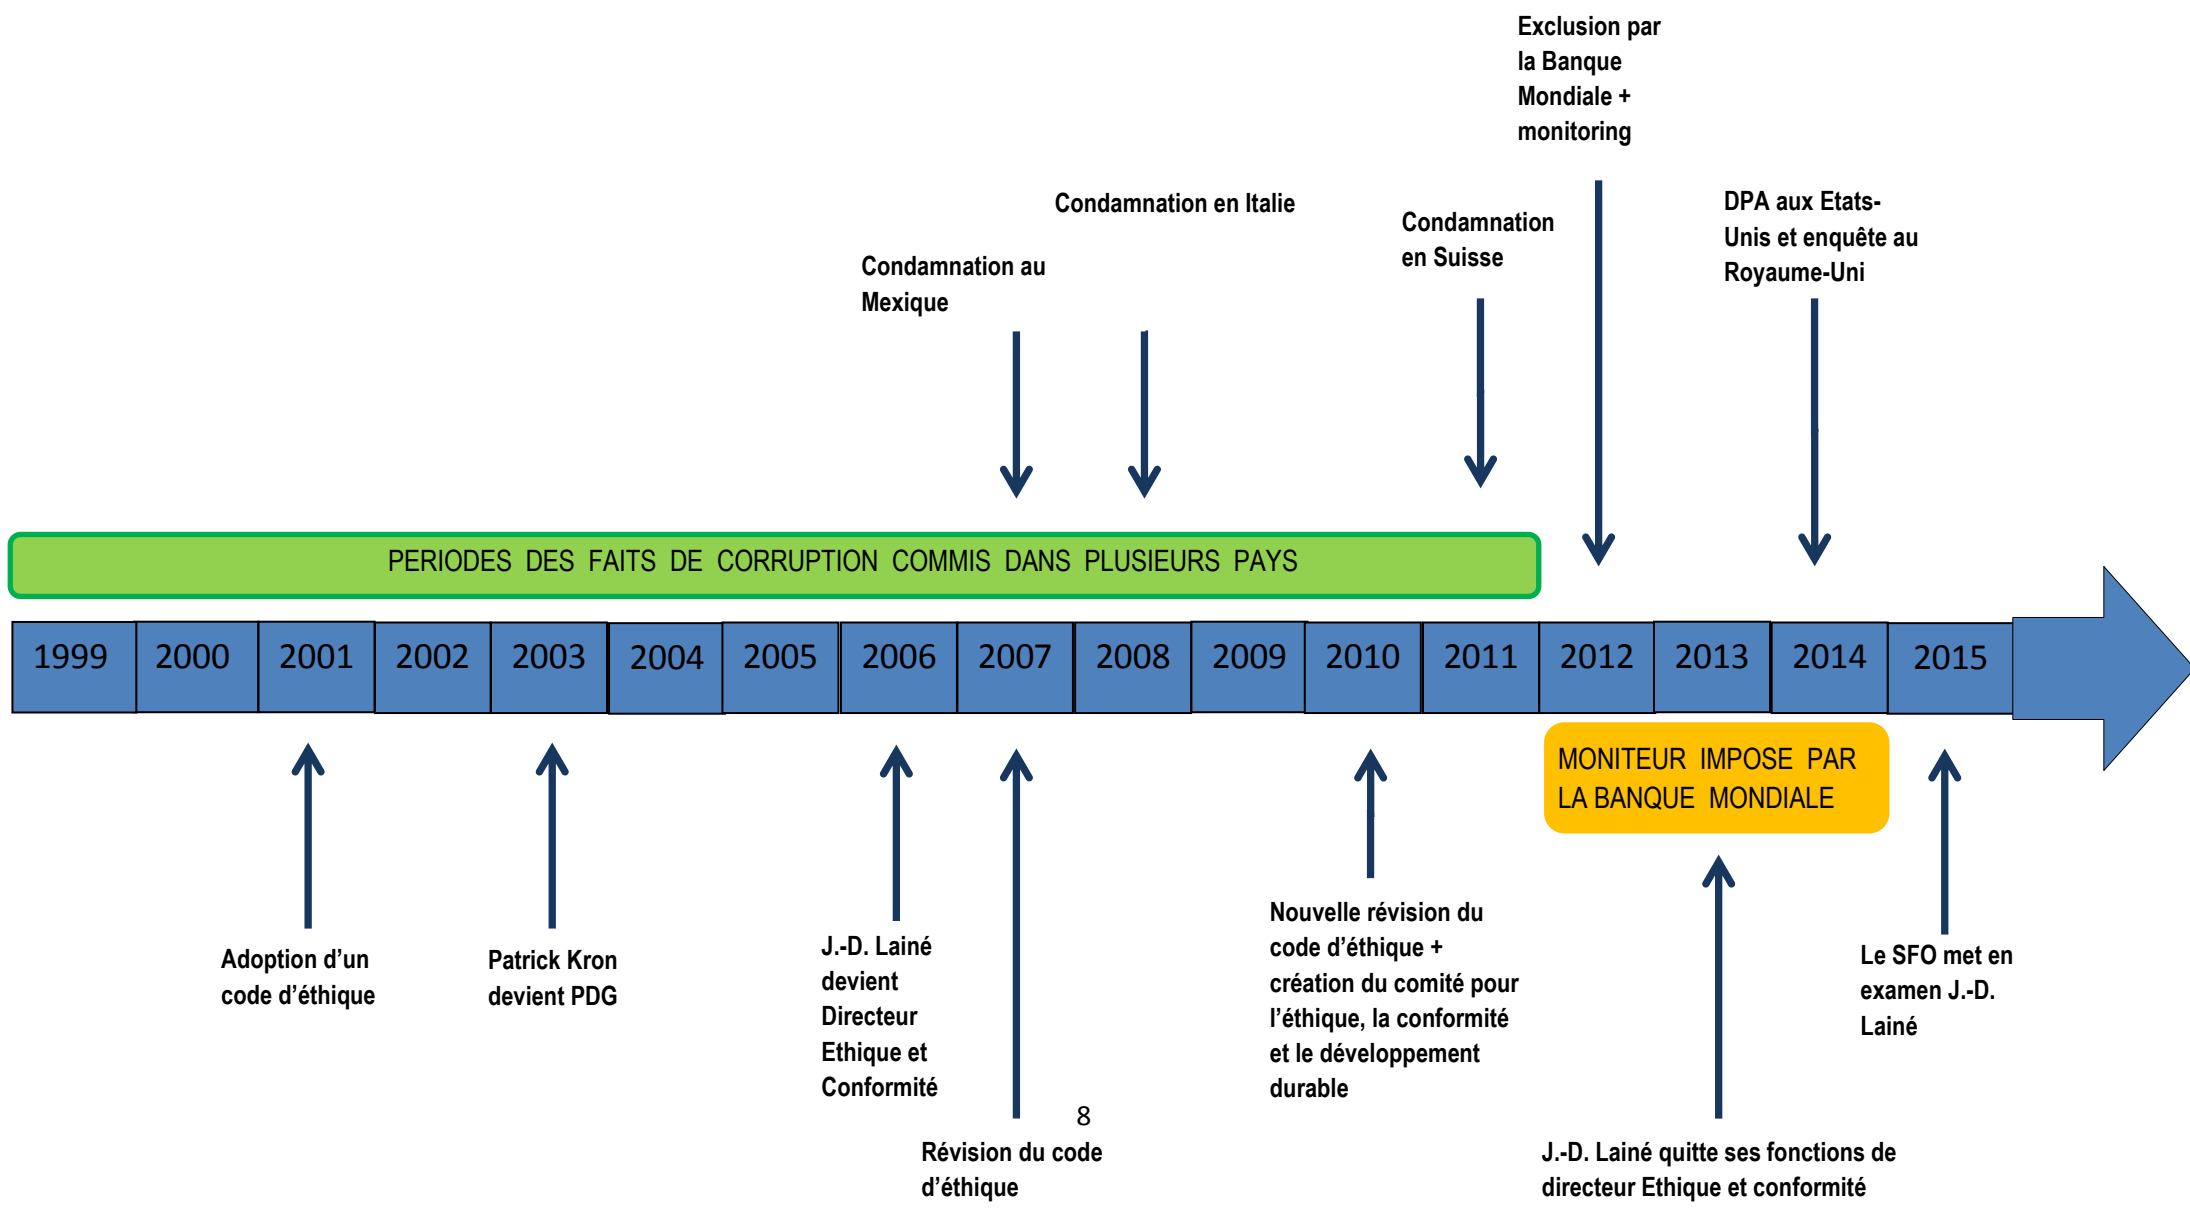 Exclusion par
la Banque
Mondiale +
monitoring
Condamnation en Italie
DPA aux Etats-
Unis et enquête au
Royaume-Uni
Condamnation
en Suisse
Condamnation au
Mexique
PERIODES DES FAITS DE CORRUPTION COMMIS DANS PLUSIEURS PAYS
1999 2000 2001 2002 2003 2004 2005 2006 2007 2008 2009 2010 2011 2012 2013 2014 2015
MONITEUR IMPOSE PAR
LA BANQUE MONDIALE
Adoption d’un
code d’éthique
Patrick Kron
devient PDG
J.-D. Lainé
devient
Directeur
Ethique et
Conformité
Nouvelle révision du
code d’éthique +
création du comité pour
l’éthique, la conformité
et le développement
durable
Le SFO met en
examen J.-D.
Lainé
8
Révision du code
d’éthique
J.-D. Lainé quitte ses fonctions de
directeur Ethique et conformité